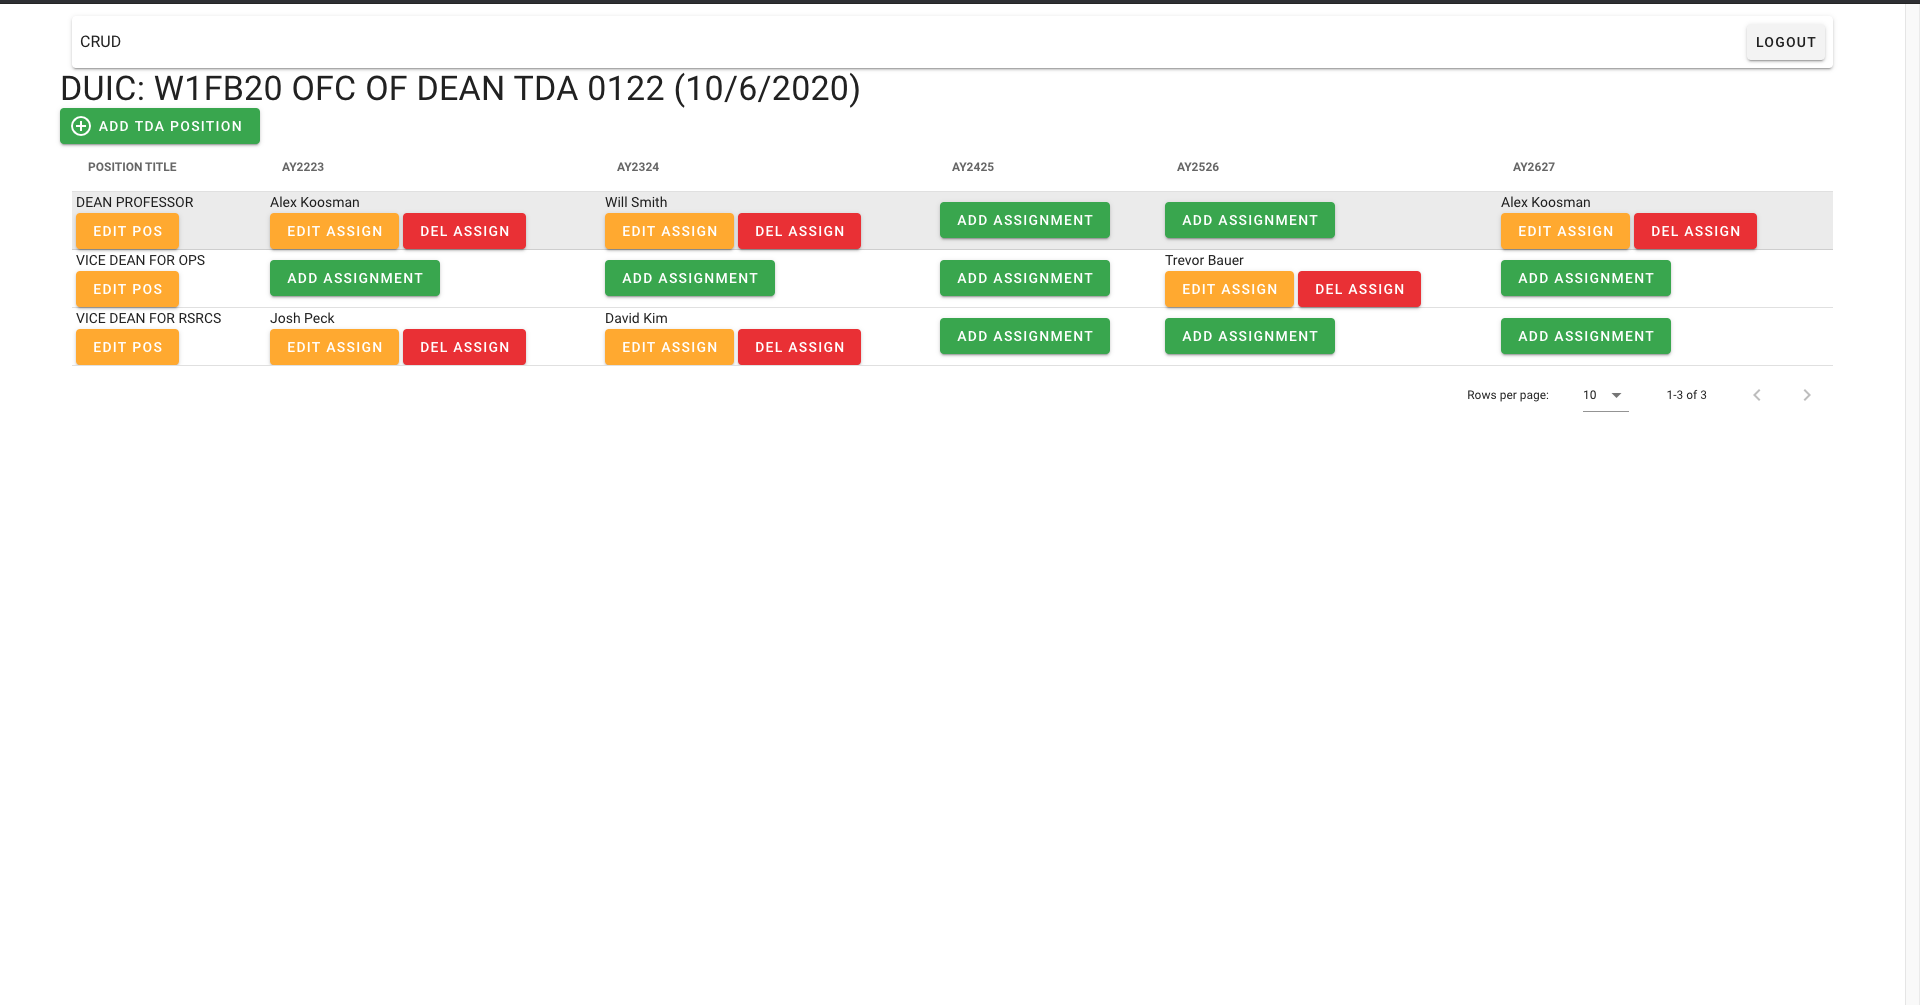 CRUD LOGOUT
DUIC: W1FB20 OFC OF DEAN TDA 0122 (10/6/2020)
ADD TDA POSITION
POSITION TITLE AY2223 AY2324 AY2425 AY2526 AY2627
DEAN PROFESSOR Alex Koosman Will Smith ADD ASSIGNMENT ADD ASSIGNMENT Alex Koosman
EDIT POS EDIT ASSIGN DEL ASSIGN EDIT ASSIGN DEL ASSIGN EDIT ASSIGN DEL ASSIGN
VICE DEAN FOR OPS ADD ASSIGNMENT ADD ASSIGNMENT ADD ASSIGNMENT Trevor Bauer ADD ASSIGNMENT
EDIT POS EDIT ASSIGN DEL ASSIGN
VICE DEAN FOR RSRCS Josh Peck David Kim ADD ASSIGNMENT ADD ASSIGNMENT ADD ASSIGNMENT
EDIT POS EDIT ASSIGN DEL ASSIGN EDIT ASSIGN DEL ASSIGN
Rows per page: 10 1-3 of 3